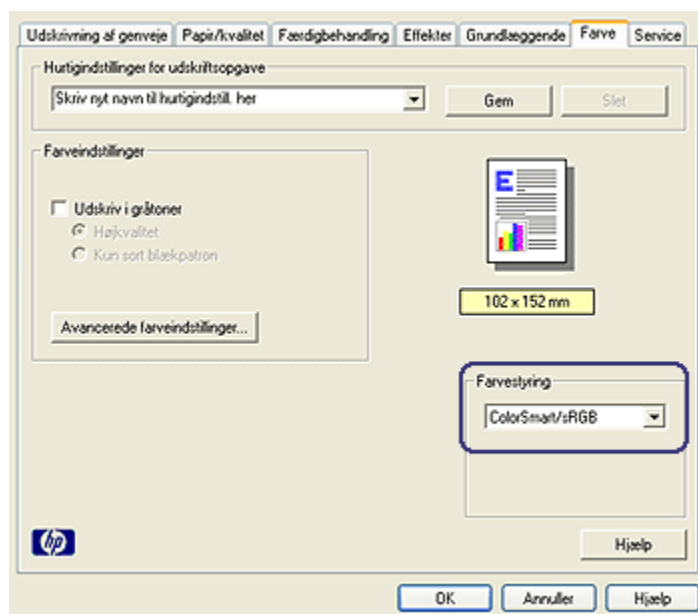 Udskrivning af genveje Papir/kvalitet Færdigbehandling Effekter Grundlæggende Farve Service
Hurtigindstillinger for udskriftsopgave
Skriv nyt navn til hurtigindstill. her Gem Slet
Farveindstillinger
Udskriv i gråtoner
Højkvalitet
Kun sort blækpatron
Avancerede farveindstillinger...
E
102 x 152 mm
Farvestyring
ColorSmart/sRGB
hp
Hjælp
OK Annuller Hjælp